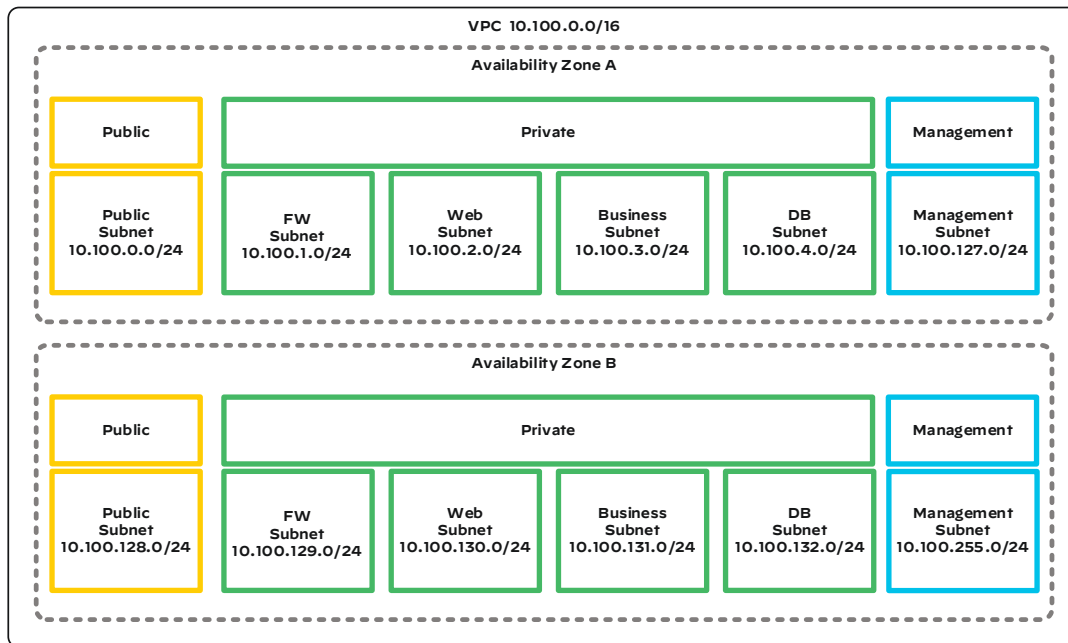 VPC 10.100.0.0/16
Availability Zone A
Public
Private
Management
Public
Subnet
10.100.0.0/24
FW
Subnet
10.100.1.0/24
Web
Subnet
10.100.2.0/24
Business
Subnet
10.100.3.0/24
DB
Subnet
10.100.4.0/24
Management
Subnet
10.100.127.0/24
Availability Zone B
Public
Private
Management
Public
Subnet
10.100.128.0/24
FW
Subnet
10.100.129.0/24
Web
Subnet
10.100.130.0/24
Business
Subnet
10.100.131.0/24
DB
Subnet
10.100.132.0/24
Management
Subnet
10.100.255.0/24